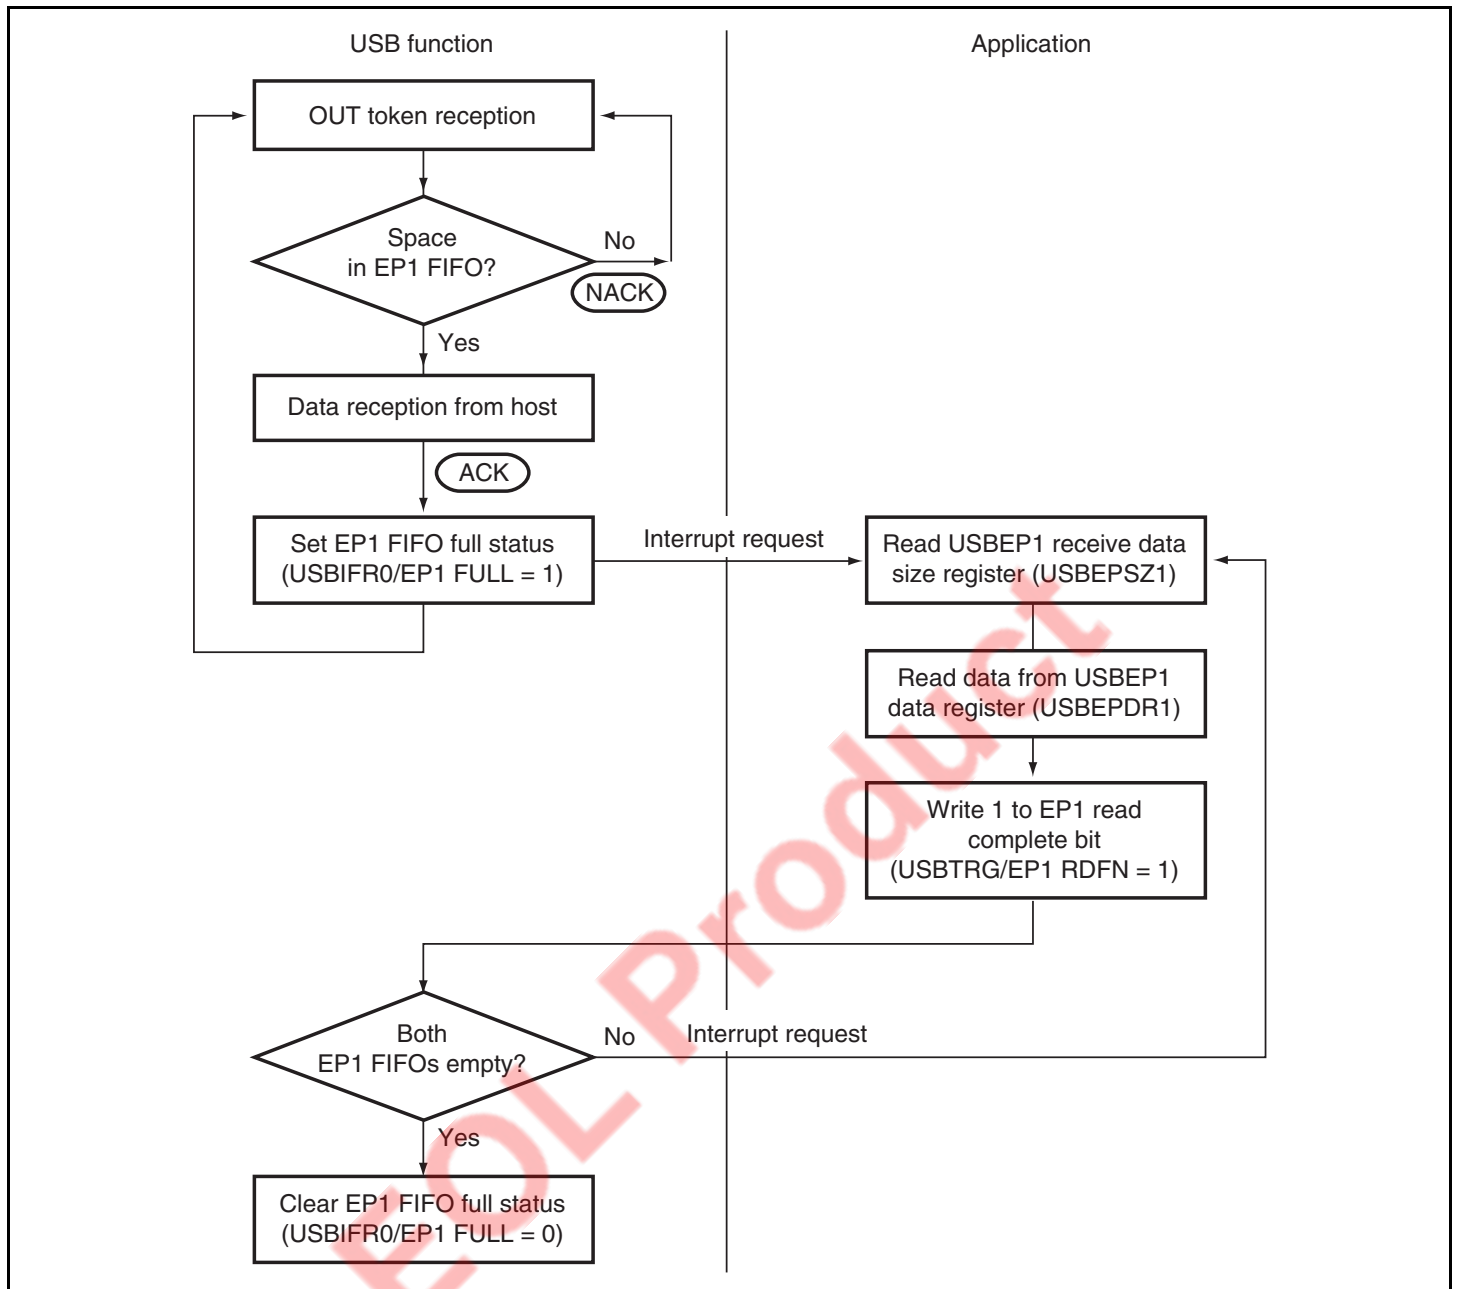 USB function
Application
OUT token reception
Space
in EP1 FIFO?
No
NACK
Yes
Data reception from host
ACK
Set EP1 FIFO full status
(USBIFR0/EP1 FULL = 1)
Interrupt request
Read USBEP1 receive data
size register (USBEPSZ1)
Read data from USBEP1
data register (USBEPDR1)
Write 1 to EP1 read
complete bit
(USBTRG/EP1 RDFN = 1)
Both
EP1 FIFOs empty?
No
Interrupt request
Yes
Clear EP1 FIFO full status
(USBIFR0/EP1 FULL = 0)
EOL Product